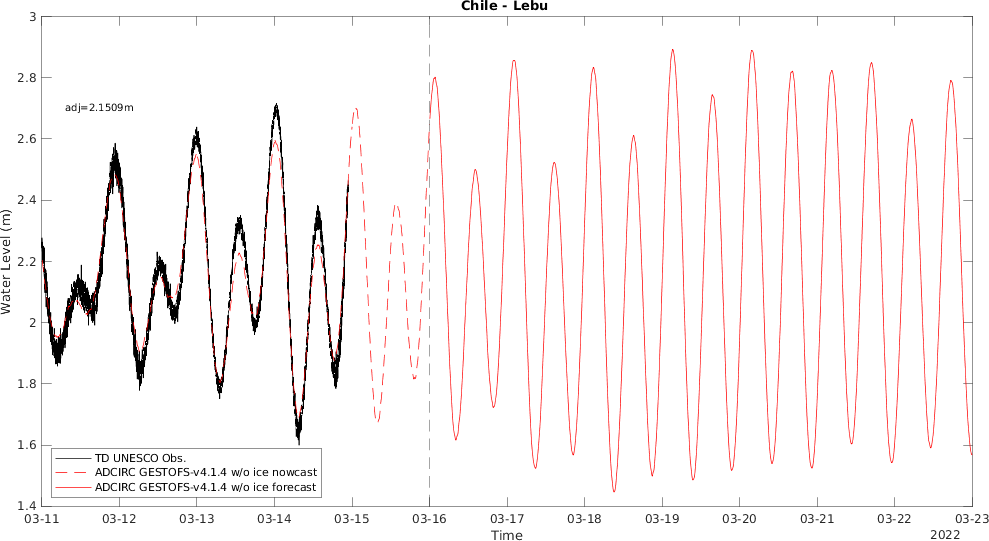 Chile - Lebu
3
2.8
2.6
2.4
2.2
2
1.8
1.6
1.4
Water Level (m)
adj=2.1509m
TD UNESCO Obs.
ADCIRC GESTOFS-v4.1.4 w/o ice nowcast
ADCIRC GESTOFS-v4.1.4 w/o ice forecast
03-11 03-12 03-13 03-14 03-15 03-16 03-17 03-18 03-19 03-20 03-21 03-22 03-23
Time
2022